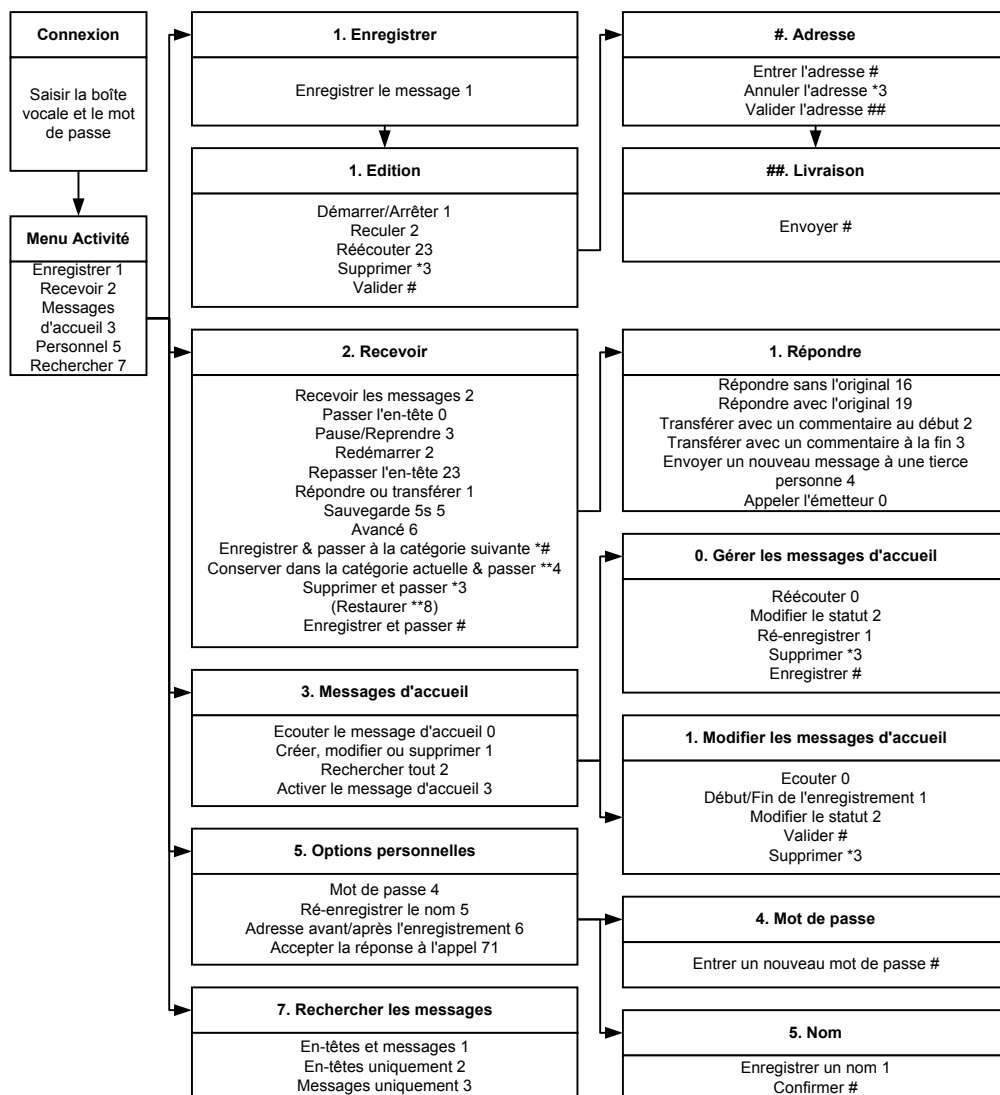 Connexion
Saisir la boîte
vocale et le mot
de passe
Menu Activité
Enregistrer 1
Recevoir 2
Messages
d'accueil 3
Personnel 5
Rechercher 7
1. Enregistrer
Enregistrer le message 1
1. Edition
Démarrer/Arrêter 1
Reculer 2
Réécouter 23
Supprimer *3
Valider #
#. Adresse
Entrer l'adresse #
Annuler l'adresse *3
Valider l'adresse ##
##. Livraison
Envoyer #
2. Recevoir
Recevoir les messages 2
Passer l'en-tête 0
Pause/Reprendre 3
Redémarrer 2
Repasser l'en-tête 23
Répondre ou transférer 1
Sauvegarde 5s 5
Avancé 6
Enregistrer & passer à la catégorie suivante *#
Conserver dans la catégorie actuelle & passer **4
Supprimer et passer *3
(Restaurer **8)
Enregistrer et passer #
1. Répondre
Répondre sans l'original 16
Répondre avec l'original 19
Transférer avec un commentaire au début 2
Transférer avec un commentaire à la fin 3
Envoyer un nouveau message à une tierce
personne 4
Appeler l'émetteur 0
3. Messages d'accueil
Ecouter le message d'accueil 0
Créer, modifier ou supprimer 1
Rechercher tout 2
Activer le message d'accueil 3
0. Gérer les messages d'accueil
Réécouter 0
Modifier le statut 2
Ré-enregistrer 1
Supprimer *3
Enregistrer #
1. Modifier les messages d'accueil
Ecouter 0
Début/Fin de l'enregistrement 1
Modifier le statut 2
Valider #
Supprimer *3
5. Options personnelles
Mot de passe 4
Ré-enregistrer le nom 5
Adresse avant/après l'enregistrement 6
Accepter la réponse à l'appel 71
4. Mot de passe
Entrer un nouveau mot de passe #
5. Nom
Enregistrer un nom 1
Confirmer #
7. Rechercher les messages
En-têtes et messages 1
En-têtes uniquement 2
Messages uniquement 3